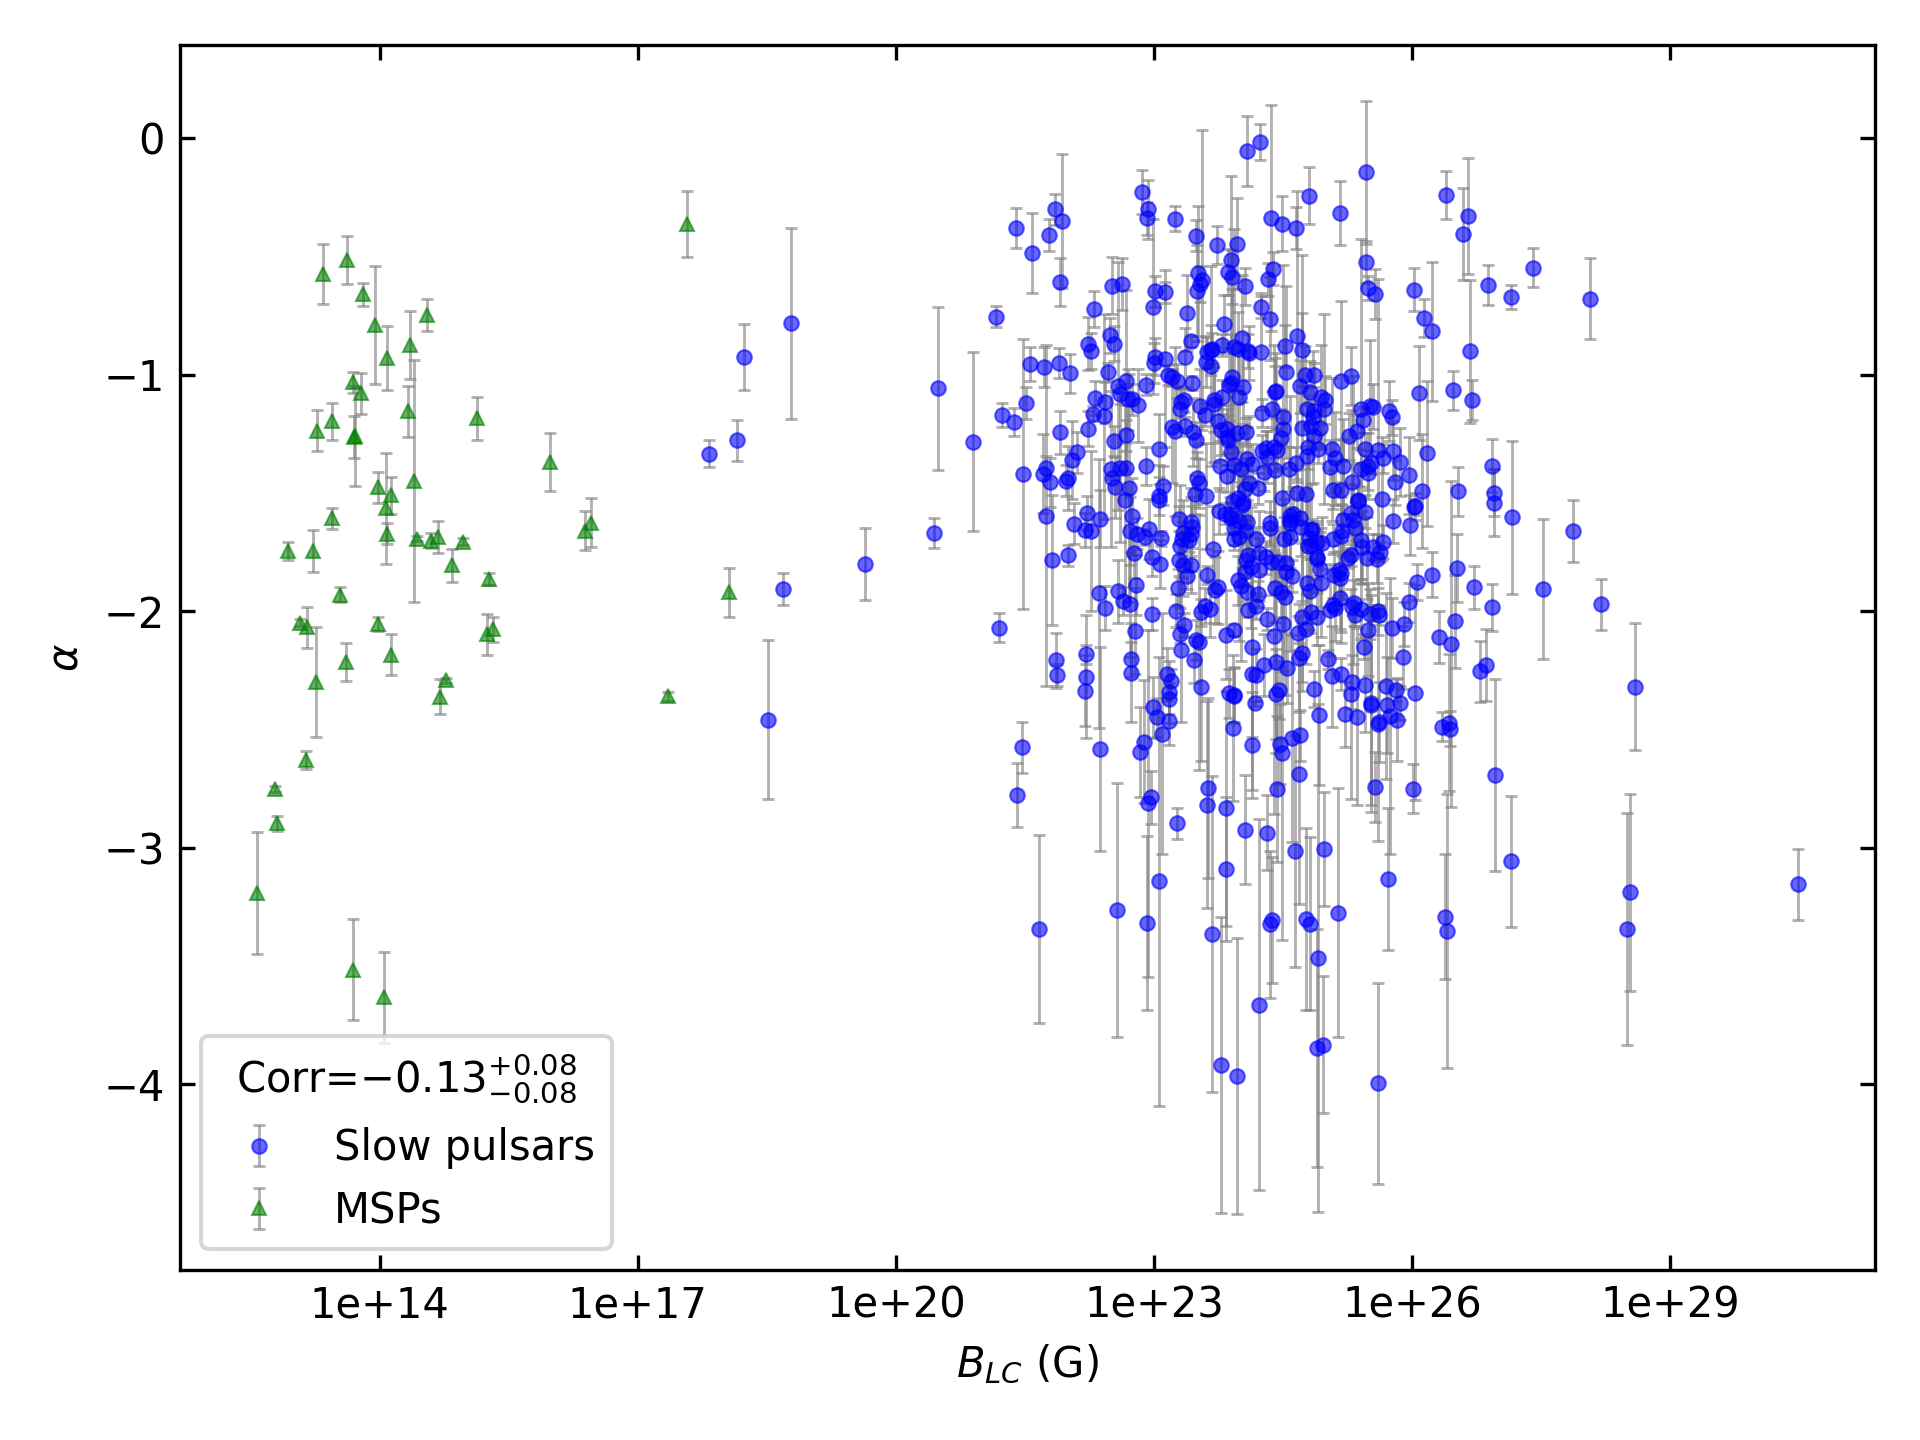 0
−1
−2
−3
−4
α
Corr=−0.13+0.08−0.08
Slow pulsars
MSPs
1e+14 1e+17 1e+20 1e+23 1e+26 1e+29
BLC (G)